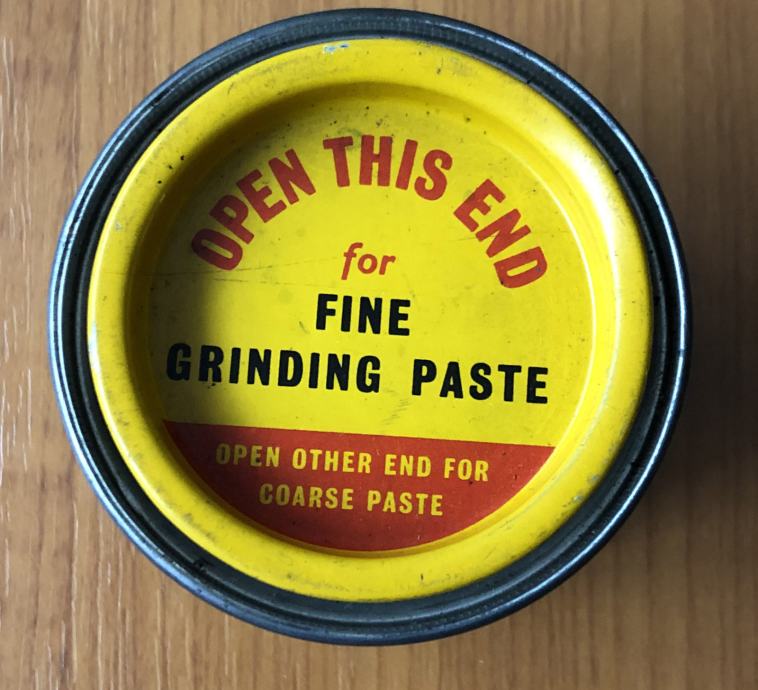 OPEN THIS END
for
FINE
GRINDING PASTE
OPEN OTHER END FOR
COARSE PASTE